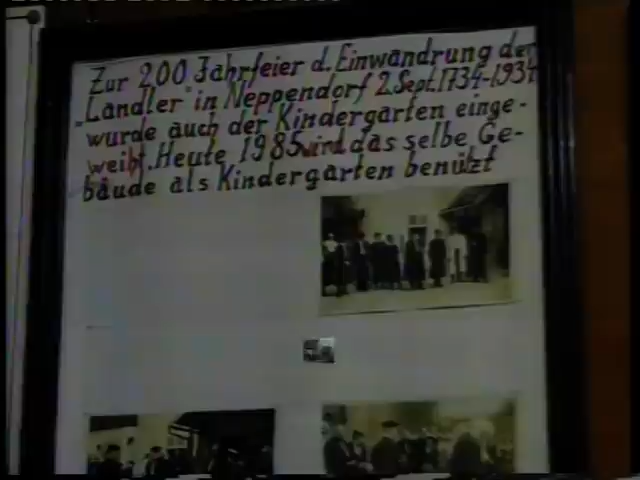 Zur 200 Jahrfeier d. Einwandrung der
„Landler" in Neppendorf 2.Sept.1734-1934
wurde auch der Kindergarten einge-
weiht. Heute 1985 wird das selbe Ge-
bäude als Kindergarten benützt